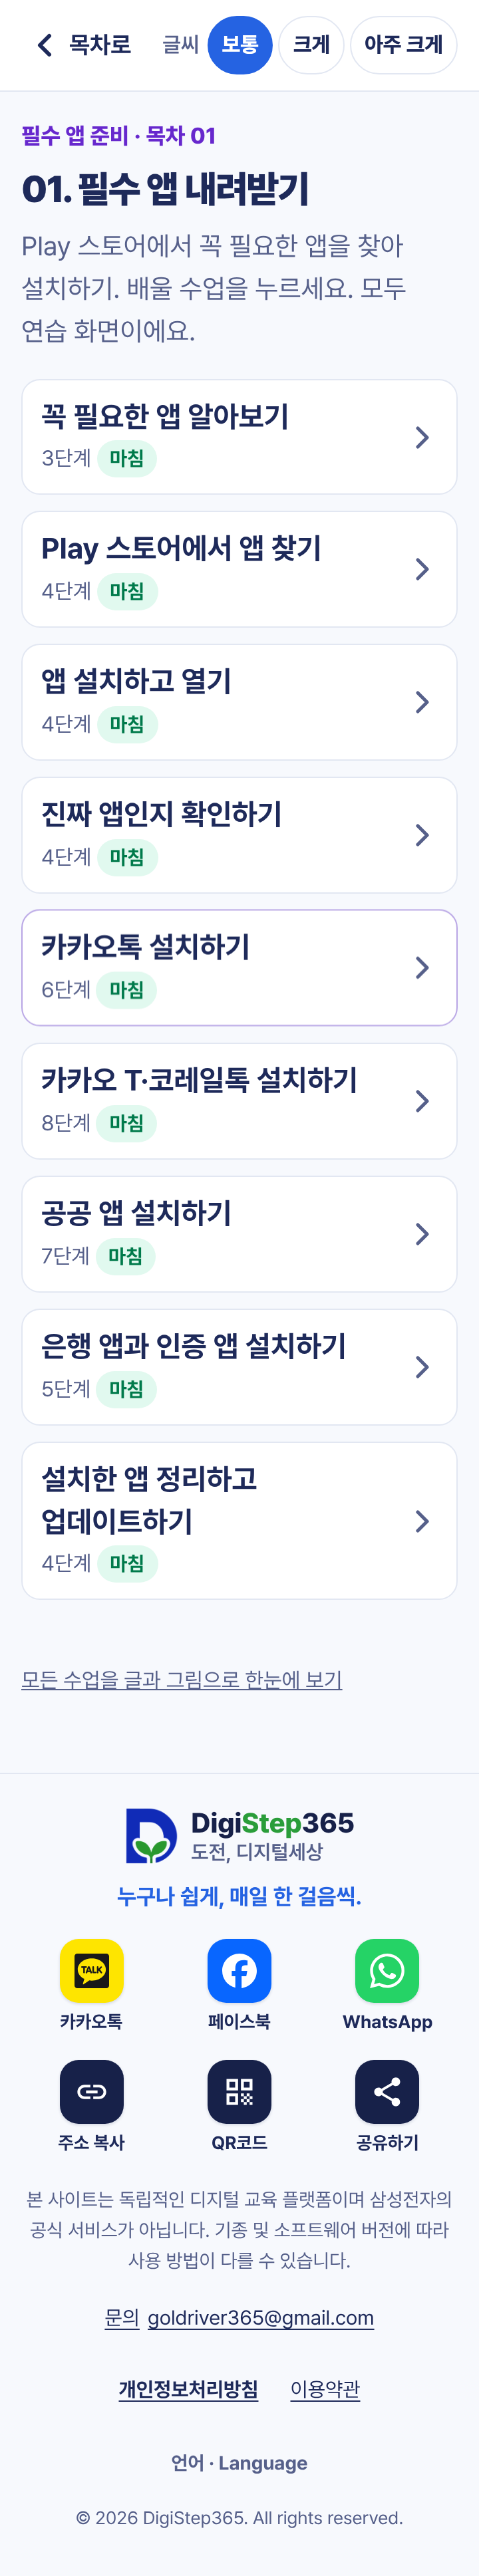 목차로 글씨 보통 크게 아주 크게
필수 앱 준비 · 목차 01
01. 필수 앱 내려받기
Play 스토어에서 꼭 필요한 앱을 찾아
설치하기. 배울 수업을 누르세요. 모두
연습 화면이에요.
꼭 필요한 앱 알아보기
3단계 마침
Play 스토어에서 앱 찾기
4단계 마침
앱 설치하고 열기
4단계 마침
진짜 앱인지 확인하기
4단계 마침
카카오톡 설치하기
6단계 마침
카카오 T·코레일톡 설치하기
8단계 마침
공공 앱 설치하기
7단계 마침
은행 앱과 인증 앱 설치하기
5단계 마침
설치한 앱 정리하고
업데이트하기
4단계 마침
모든 수업을 글과 그림으로 한눈에 보기
DigiStep365
도전, 디지털세상
누구나 쉽게, 매일 한 걸음씩.
TALK
카카오톡 페이스북 WhatsApp
주소 복사 QR코드 공유하기
본 사이트는 독립적인 디지털 교육 플랫폼이며 삼성전자의
공식 서비스가 아닙니다. 기종 및 소프트웨어 버전에 따라
사용 방법이 다를 수 있습니다.
문의 goldriver365@gmail.com
개인정보처리방침 이용약관
언어 · Language
© 2026 DigiStep365. All rights reserved.